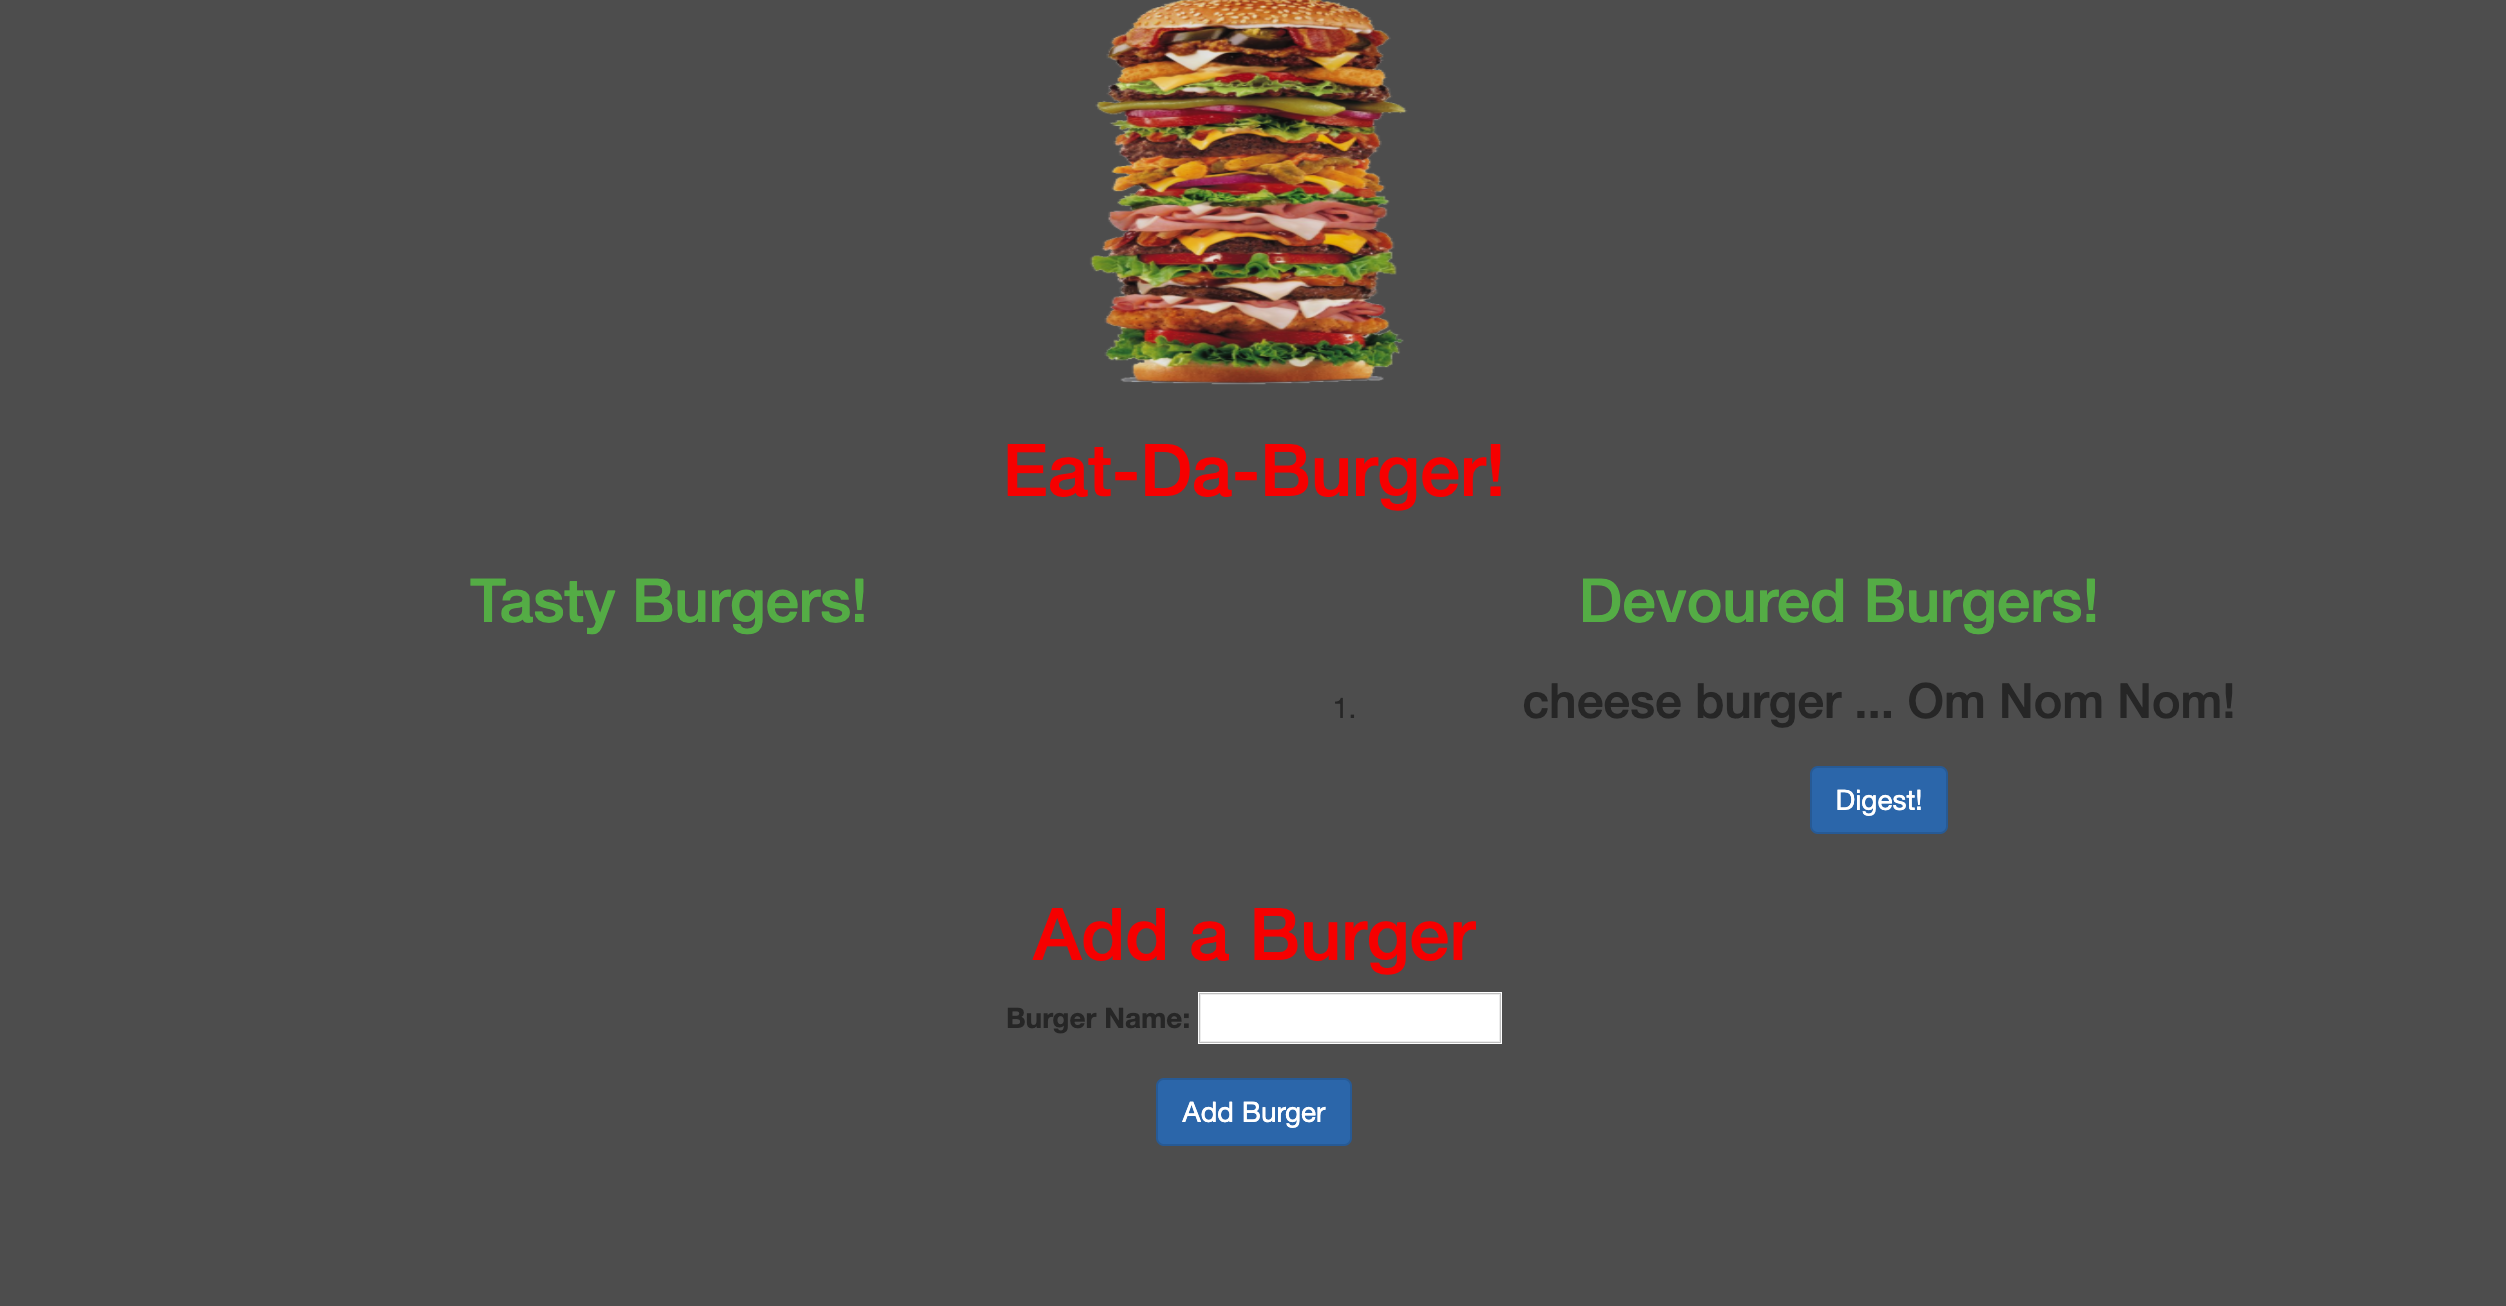 Eat-Da-Burger!
Tasty Burgers!
Devoured Burgers!
1. cheese burger ... Om Nom Nom!
Digest!
Add a Burger
Burger Name:
Add Burger